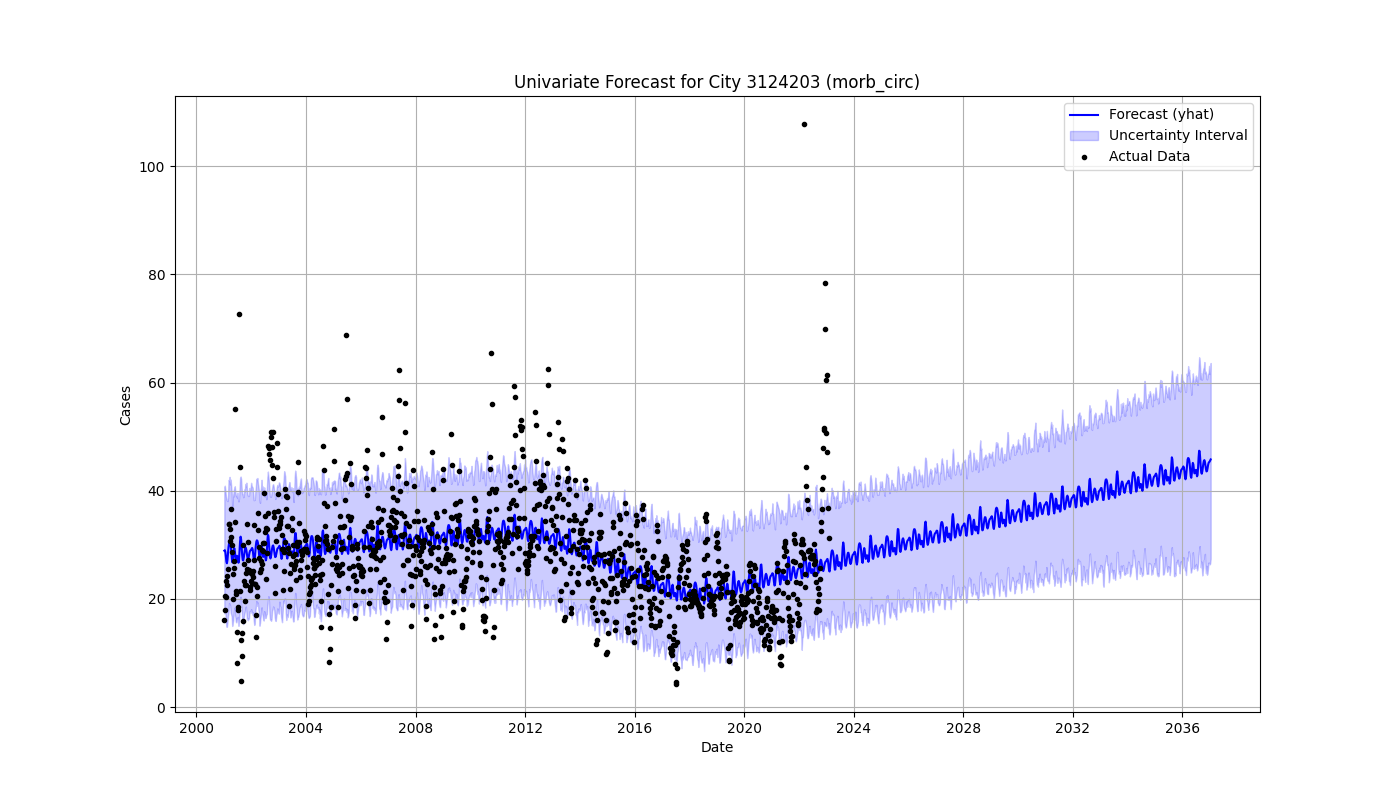 Univariate Forecast for City 3124203 (morb_circ)
Forecast (yhat)
Uncertainty Interval
Actual Data
Cases
100
80
60
40
20
0
2000 2004 2008 2012 2016 2020 2024 2028 2032 2036
Date